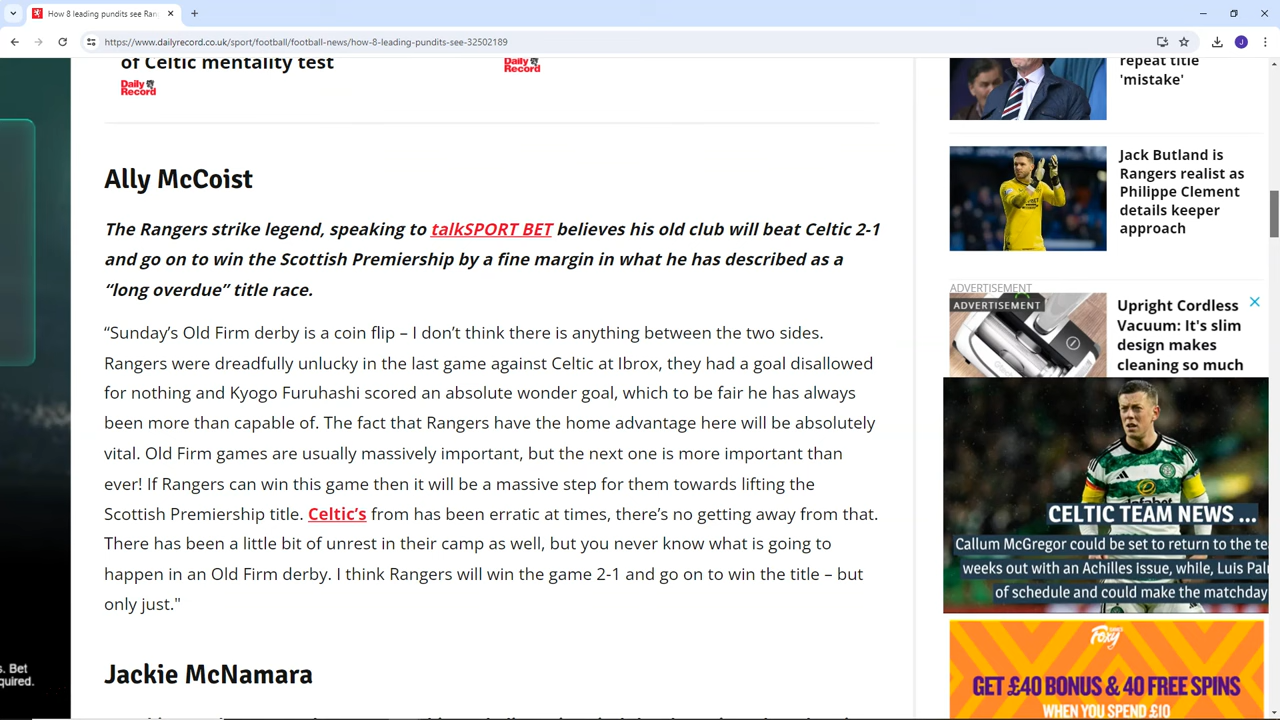 How 8 leading pundits see Ran
https://www.dailyrecord.co.uk/sport/football/football-news/how-8-leading-pundits-see-32502189
J
of Celtic mentality test
Daily
Record
Daily
Record
Ally McCoist
The Rangers strike legend, speaking to talkSPORT BET believes his old club will beat Celtic 2-1
and go on to win the Scottish Premiership by a fine margin in what he has described as a
“long overdue” title race.
“Sunday’s Old Firm derby is a coin flip – I don’t think there is anything between the two sides.
Rangers were dreadfully unlucky in the last game against Celtic at Ibrox, they had a goal disallowed
for nothing and Kyogo Furuhashi scored an absolute wonder goal, which to be fair he has always
been more than capable of. The fact that Rangers have the home advantage here will be absolutely
vital. Old Firm games are usually massively important, but the next one is more important than
ever! If Rangers can win this game then it will be a massive step for them towards lifting the
Scottish Premiership title. Celtic’s from has been erratic at times, there’s no getting away from that.
There has been a little bit of unrest in their camp as well, but you never know what is going to
happen in an Old Firm derby. I think Rangers will win the game 2-1 and go on to win the title – but
only just."
Jackie McNamara
repeat title
'mistake'
Jack Butland is
Rangers realist as
Philippe Clement
details keeper
approach
ADVERTISEMENT
ADVERTISEMENT
Upright Cordless
Vacuum: It's slim
design makes
cleaning so much
CELTIC TEAM NEWS ...
Callum McGregor could be set to return to the te
weeks out with an Achilles issue, while, Luis Pal
of schedule and could make the matchday
Foxy
GAMES
GET £40 BONUS & 40 FREE SPINS
WHEN YOU SPEND £10
s. Bet
quired.